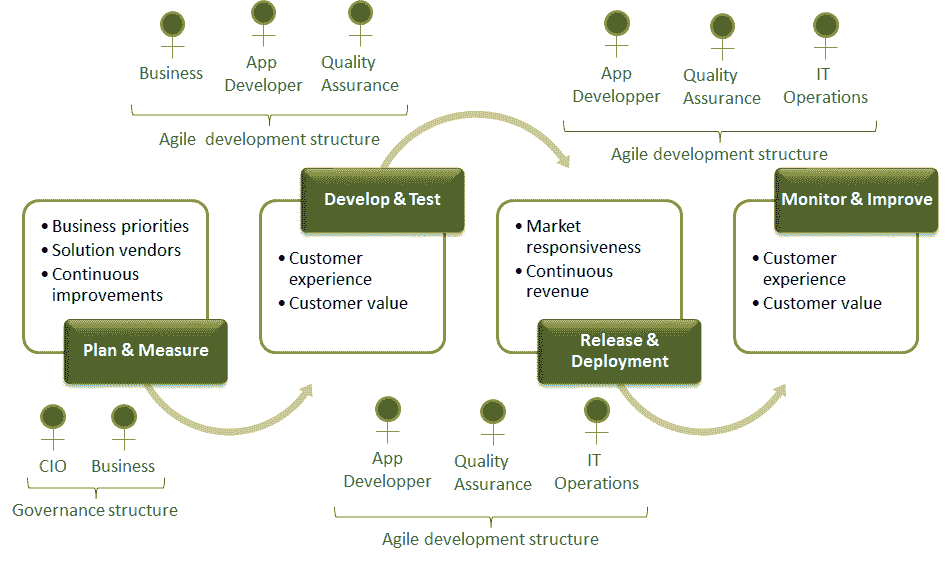 Business
App
Developer
Quality
Assurance
Agile  development structure
App
Developper
Quality
Assurance
IT
Operations
Agile development structure
Plan & Measure
• Business priorities
• Solution vendors
• Continuous
improvements
Develop & Test
• Customer
experience
• Customer value
Release &
Deployment
• Market
responsiveness
• Continuous
revenue
Monitor & Improve
• Customer
experience
• Customer value
CIO
Business
Governance structure
App
Developper
Quality
Assurance
IT
Operations
Agile development structure